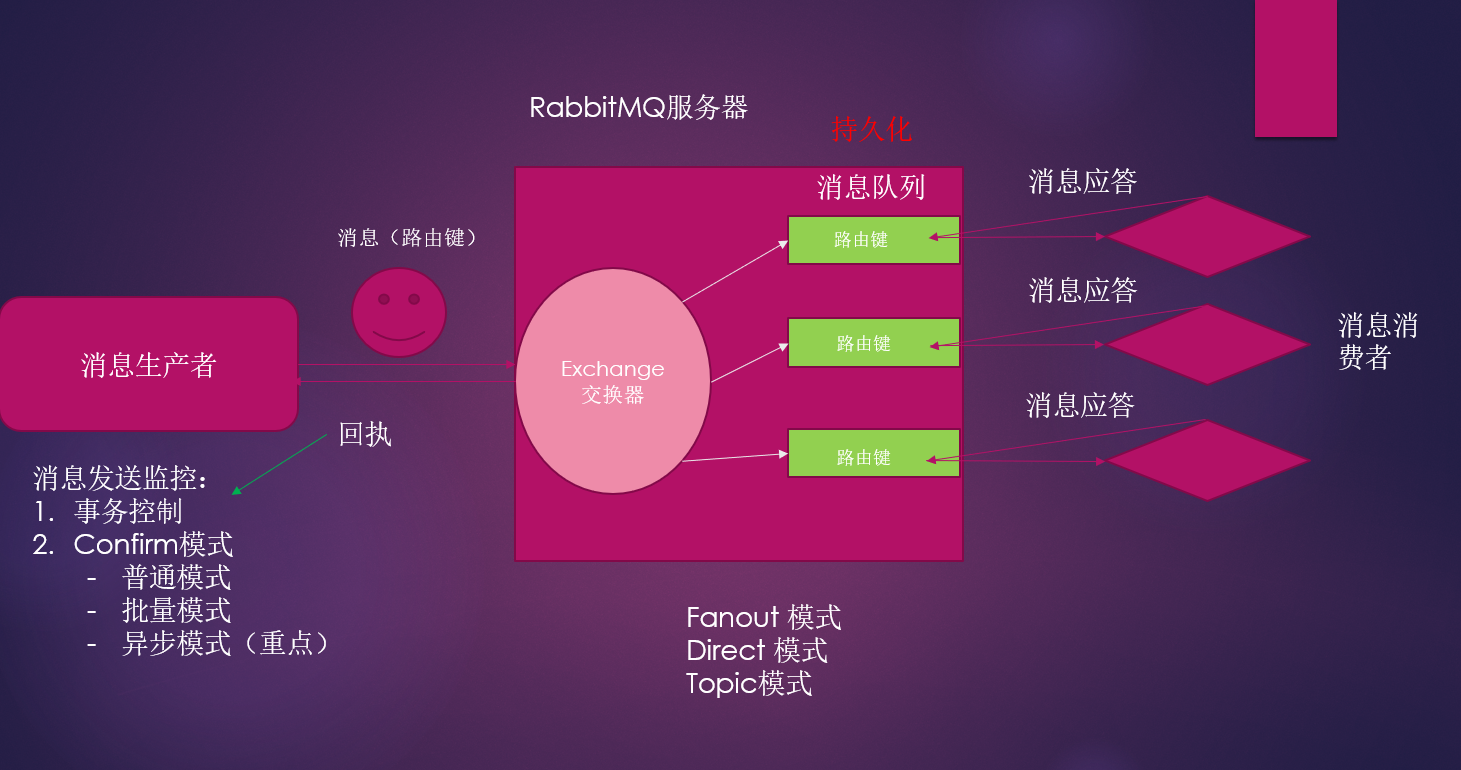 RabbitMQ服务器
持久化
消息队列
消息应答
消息（路由键）
路由键
消息应答
消息生产者
Exchange
交换器
路由键
消息消
费者
消息应答
回执
路由键
消息发送监控：
1. 事务控制
2. Confirm模式
- 普通模式
- 批量模式
- 异步模式（重点）
Fanout 模式
Direct 模式
Topic模式